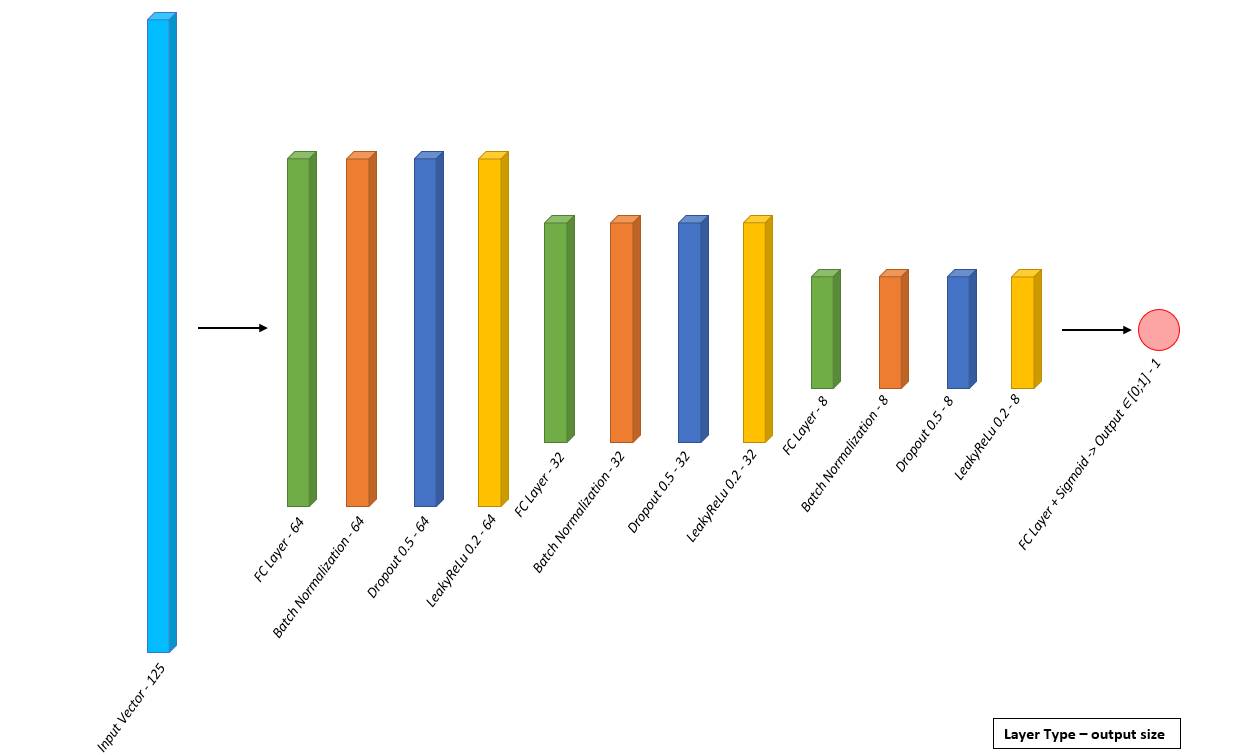 Input Vector - 125
FC Layer - 64
Batch Normalization - 64
Dropout 0.5 - 64
LeakyReLu 0.2 - 64
FC Layer - 32
Batch Normalization - 32
Dropout 0.5 - 32
LeakyReLu 0.2 - 32
FC Layer - 8
Batch Normalization - 8
Dropout 0.5 - 8
LeakyReLu 0.2 - 8
FC Layer + Sigmoid -> Output ∈ [0;1] - 1
Layer Type – output size